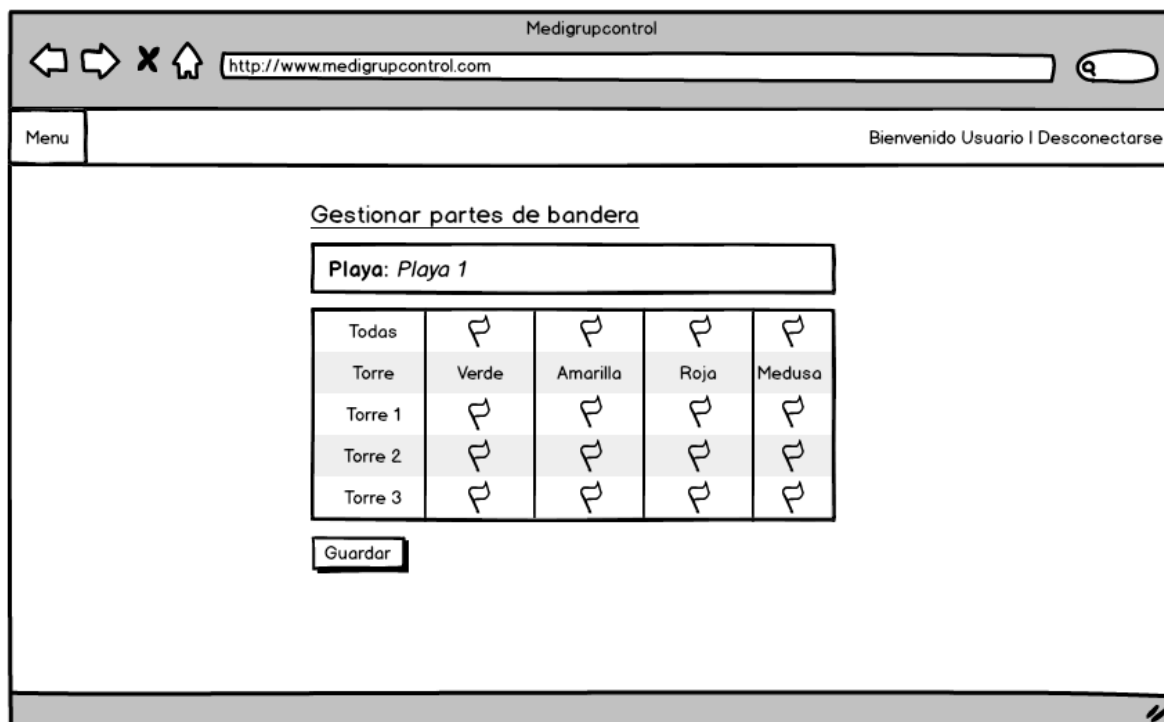 Medigrupcontrol
http://www.medigrupcontrol.com
Menu
Bienvenido Usuario | Desconectarse
Gestionar partes de bandera
Playa: Playa 1
Todas
Torre Verde Amarilla Roja Medusa
Torre 1
Torre 2
Torre 3
Guardar